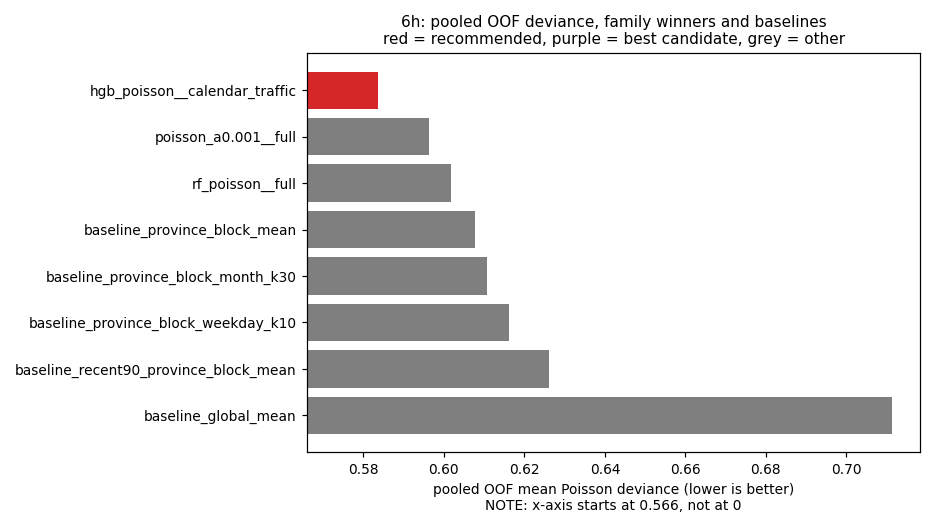 6h: pooled OOF deviance, family winners and baselines
red = recommended, purple = best candidate, grey = other
hgb_poisson__calendar_traffic
poisson_a0.001__full
rf_poisson__full
baseline_province_block_mean
baseline_province_block_month_k30
baseline_province_block_weekday_k10
baseline_recent90_province_block_mean
baseline_global_mean
0.58 0.60 0.62 0.64 0.66 0.68 0.70
pooled OOF mean Poisson deviance (lower is better)
NOTE: x-axis starts at 0.566, not at 0